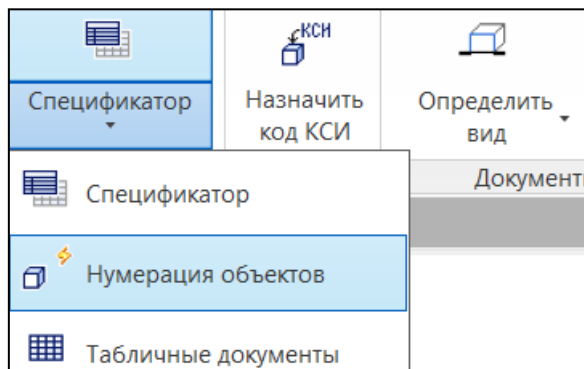 КСИ
Спецификатор
Назначить
код КСИ
Определить
вид
Спецификатор
Нумерация объектов
Табличные документы